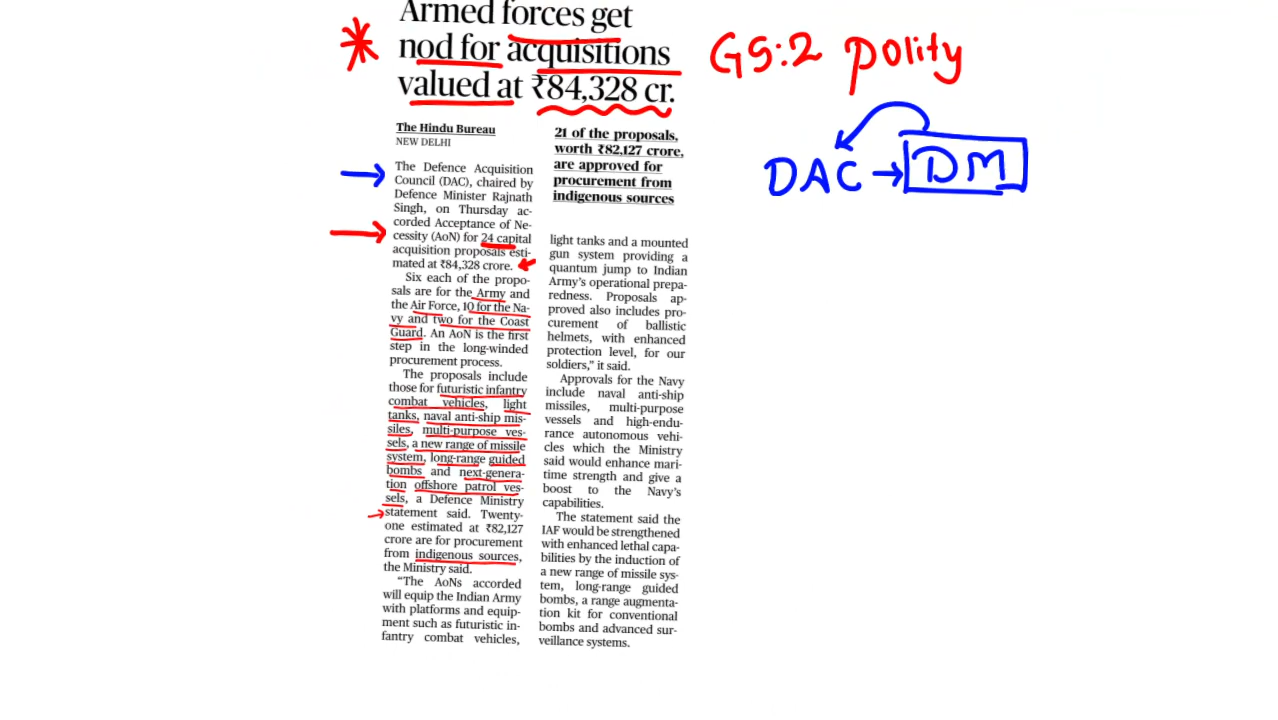 Armed forces get
nod for acquisitions
valued at ₹84,328 cr.
GS:2 polity
DAC → DM
The Hindu Bureau
NEW DELHI
21 of the proposals,
worth ₹82,127 crore,
are approved for
procurement from
indigenous sources
The Defence Acquisition
Council (DAC), chaired by
Defence Minister Rajnath
Singh, on Thursday ac-
corded Acceptance of Ne-
cessity (AoN) for 24 capital
acquisition proposals esti-
mated at ₹84,328 crore.
Six each of the propo-
sals are for the Army and
the Air Force, 10 for the Na-
vy and two for the Coast
Guard. An AoN is the first
step in the long-winded
procurement process.
The proposals include
those for futuristic infantry
combat vehicles, light
tanks, naval anti-ship mis-
siles, multi-purpose ves-
sels, a new range of missile
system, long-range guided
bombs and next-genera-
tion offshore patrol ves-
sels, a Defence Ministry
statement said. Twenty-
one estimated at ₹82,127
crore are for procurement
from indigenous sources,
the Ministry said.
“The AoNs accorded
will equip the Indian Army
with platforms and equip-
ment such as futuristic in-
fantry combat vehicles,
light tanks and a mounted
gun system providing a
quantum jump to Indian
Army’s operational prepa-
redness. Proposals ap-
proved also includes pro-
curement of ballistic
helmets, with enhanced
protection level, for our
soldiers,” it said.
Approvals for the Navy
include naval anti-ship
missiles, multi-purpose
vessels and high-endu-
rance autonomous vehi-
cles which the Ministry
said would enhance mari-
time strength and give a
boost to the Navy’s
capabilities.
The statement said the
IAF would be strengthened
with enhanced lethal capa-
bilities by the induction of
a new range of missile sys-
tem, long-range guided
bombs, a range augmenta-
tion kit for conventional
bombs and advanced sur-
veillance systems.